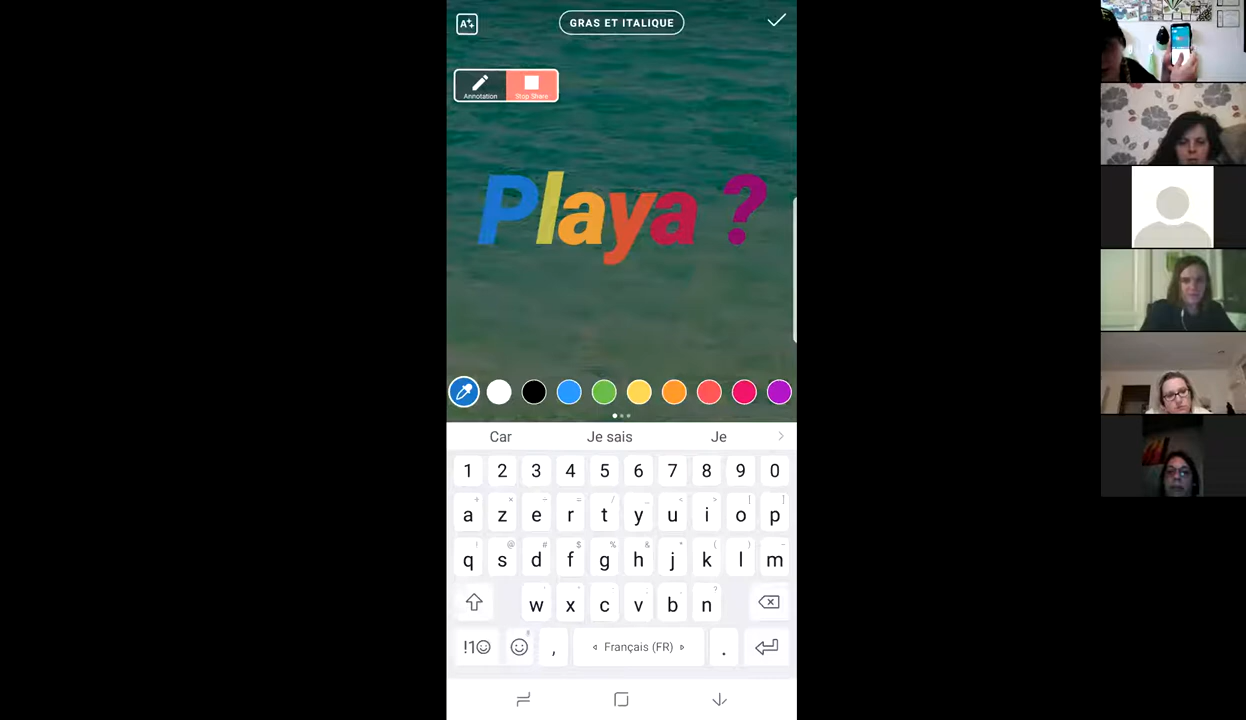 A+
GRAS ET ITALIQUE
Annotation
Stop Share
Playa ?
Car Je sais Je
1 2 3 4 5 6 7 8 9 0
a z e r t y u i o p
q s d f g h j k l m
w x c v b n
!1☺ , Français (FR) .